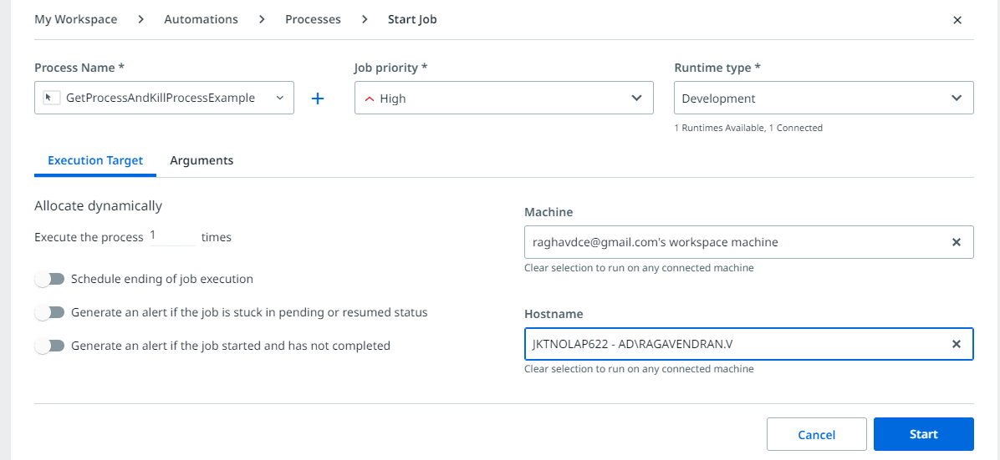 My Workspace > Automations > Processes > Start Job
Process Name *
Job priority *
Runtime type *
GetProcessAndKillProcessExample
High
Development
1 Runtimes Available, 1 Connected
Execution Target
Arguments
Allocate dynamically
Execute the process 1 times
Schedule ending of job execution
Generate an alert if the job is stuck in pending or resumed status
Generate an alert if the job started and has not completed
Machine
raghavdce@gmail.com's workspace machine
Clear selection to run on any connected machine
Hostname
JKTNOLAP622 - AD\RAGAVENDRAN.V
Clear selection to run on any connected machine
Cancel
Start